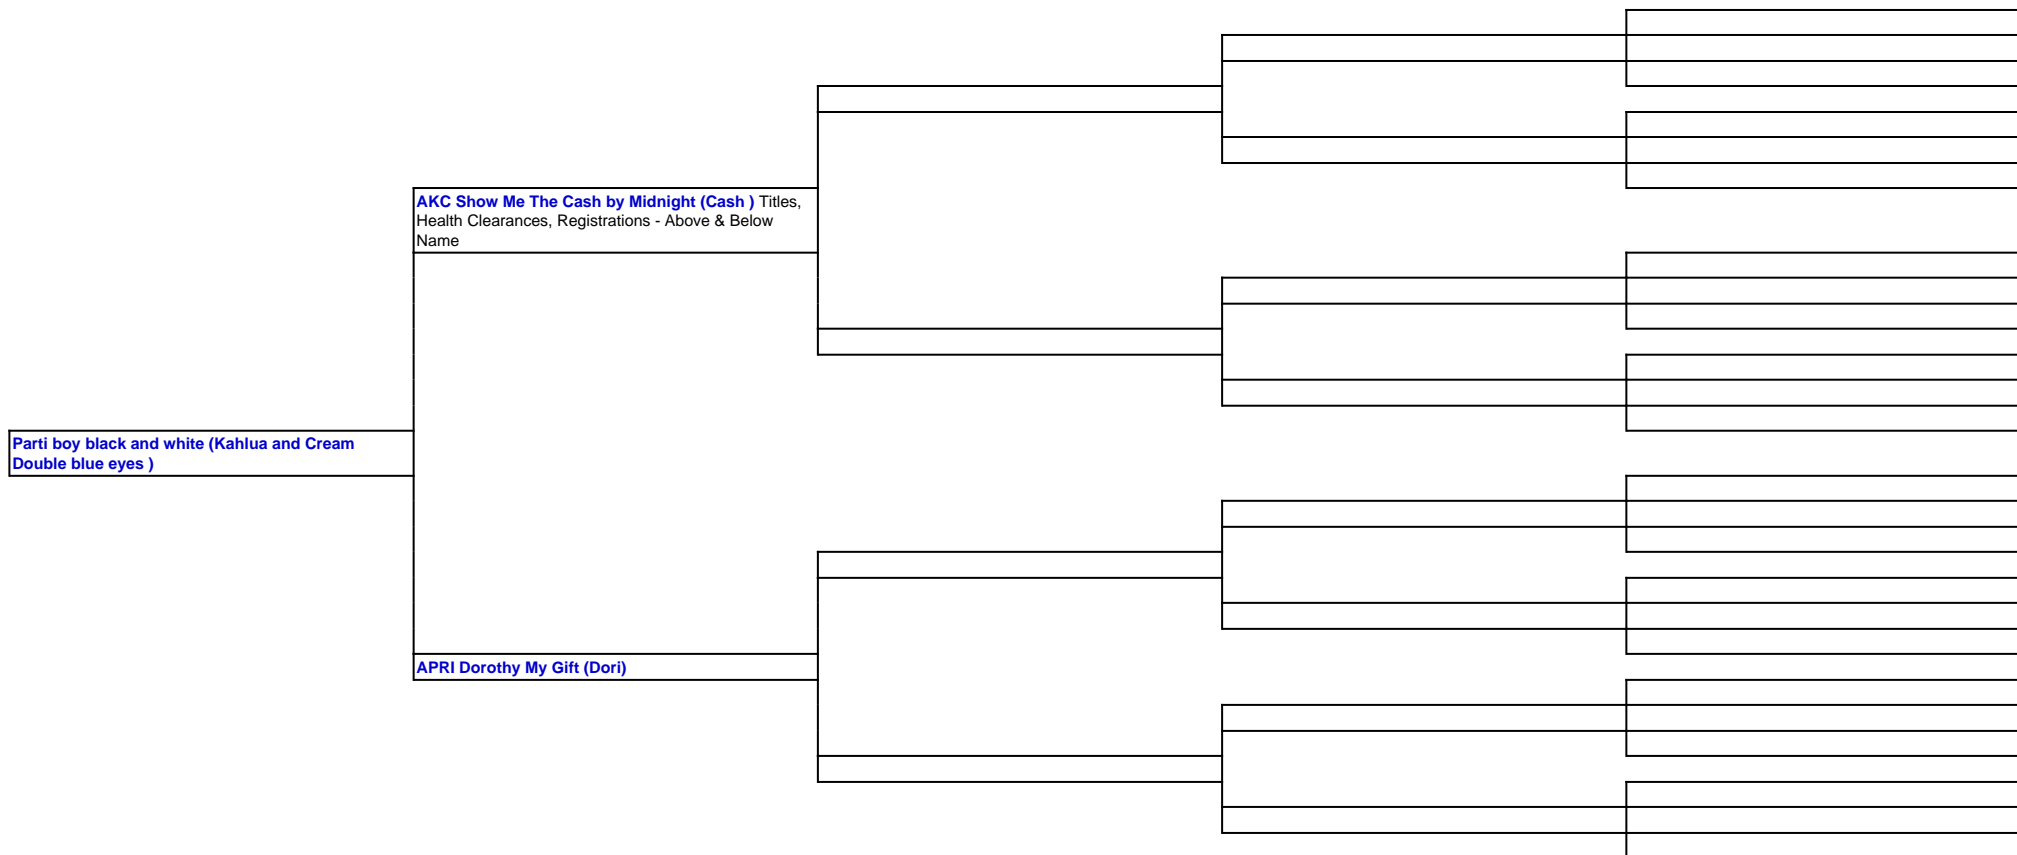 AKC Show Me The Cash by Midnight (Cash ) Titles,
Health Clearances, Registrations - Above & Below
Name
Parti boy black and white (Kahlua and Cream
Double blue eyes )
APRI Dorothy My Gift (Dori)